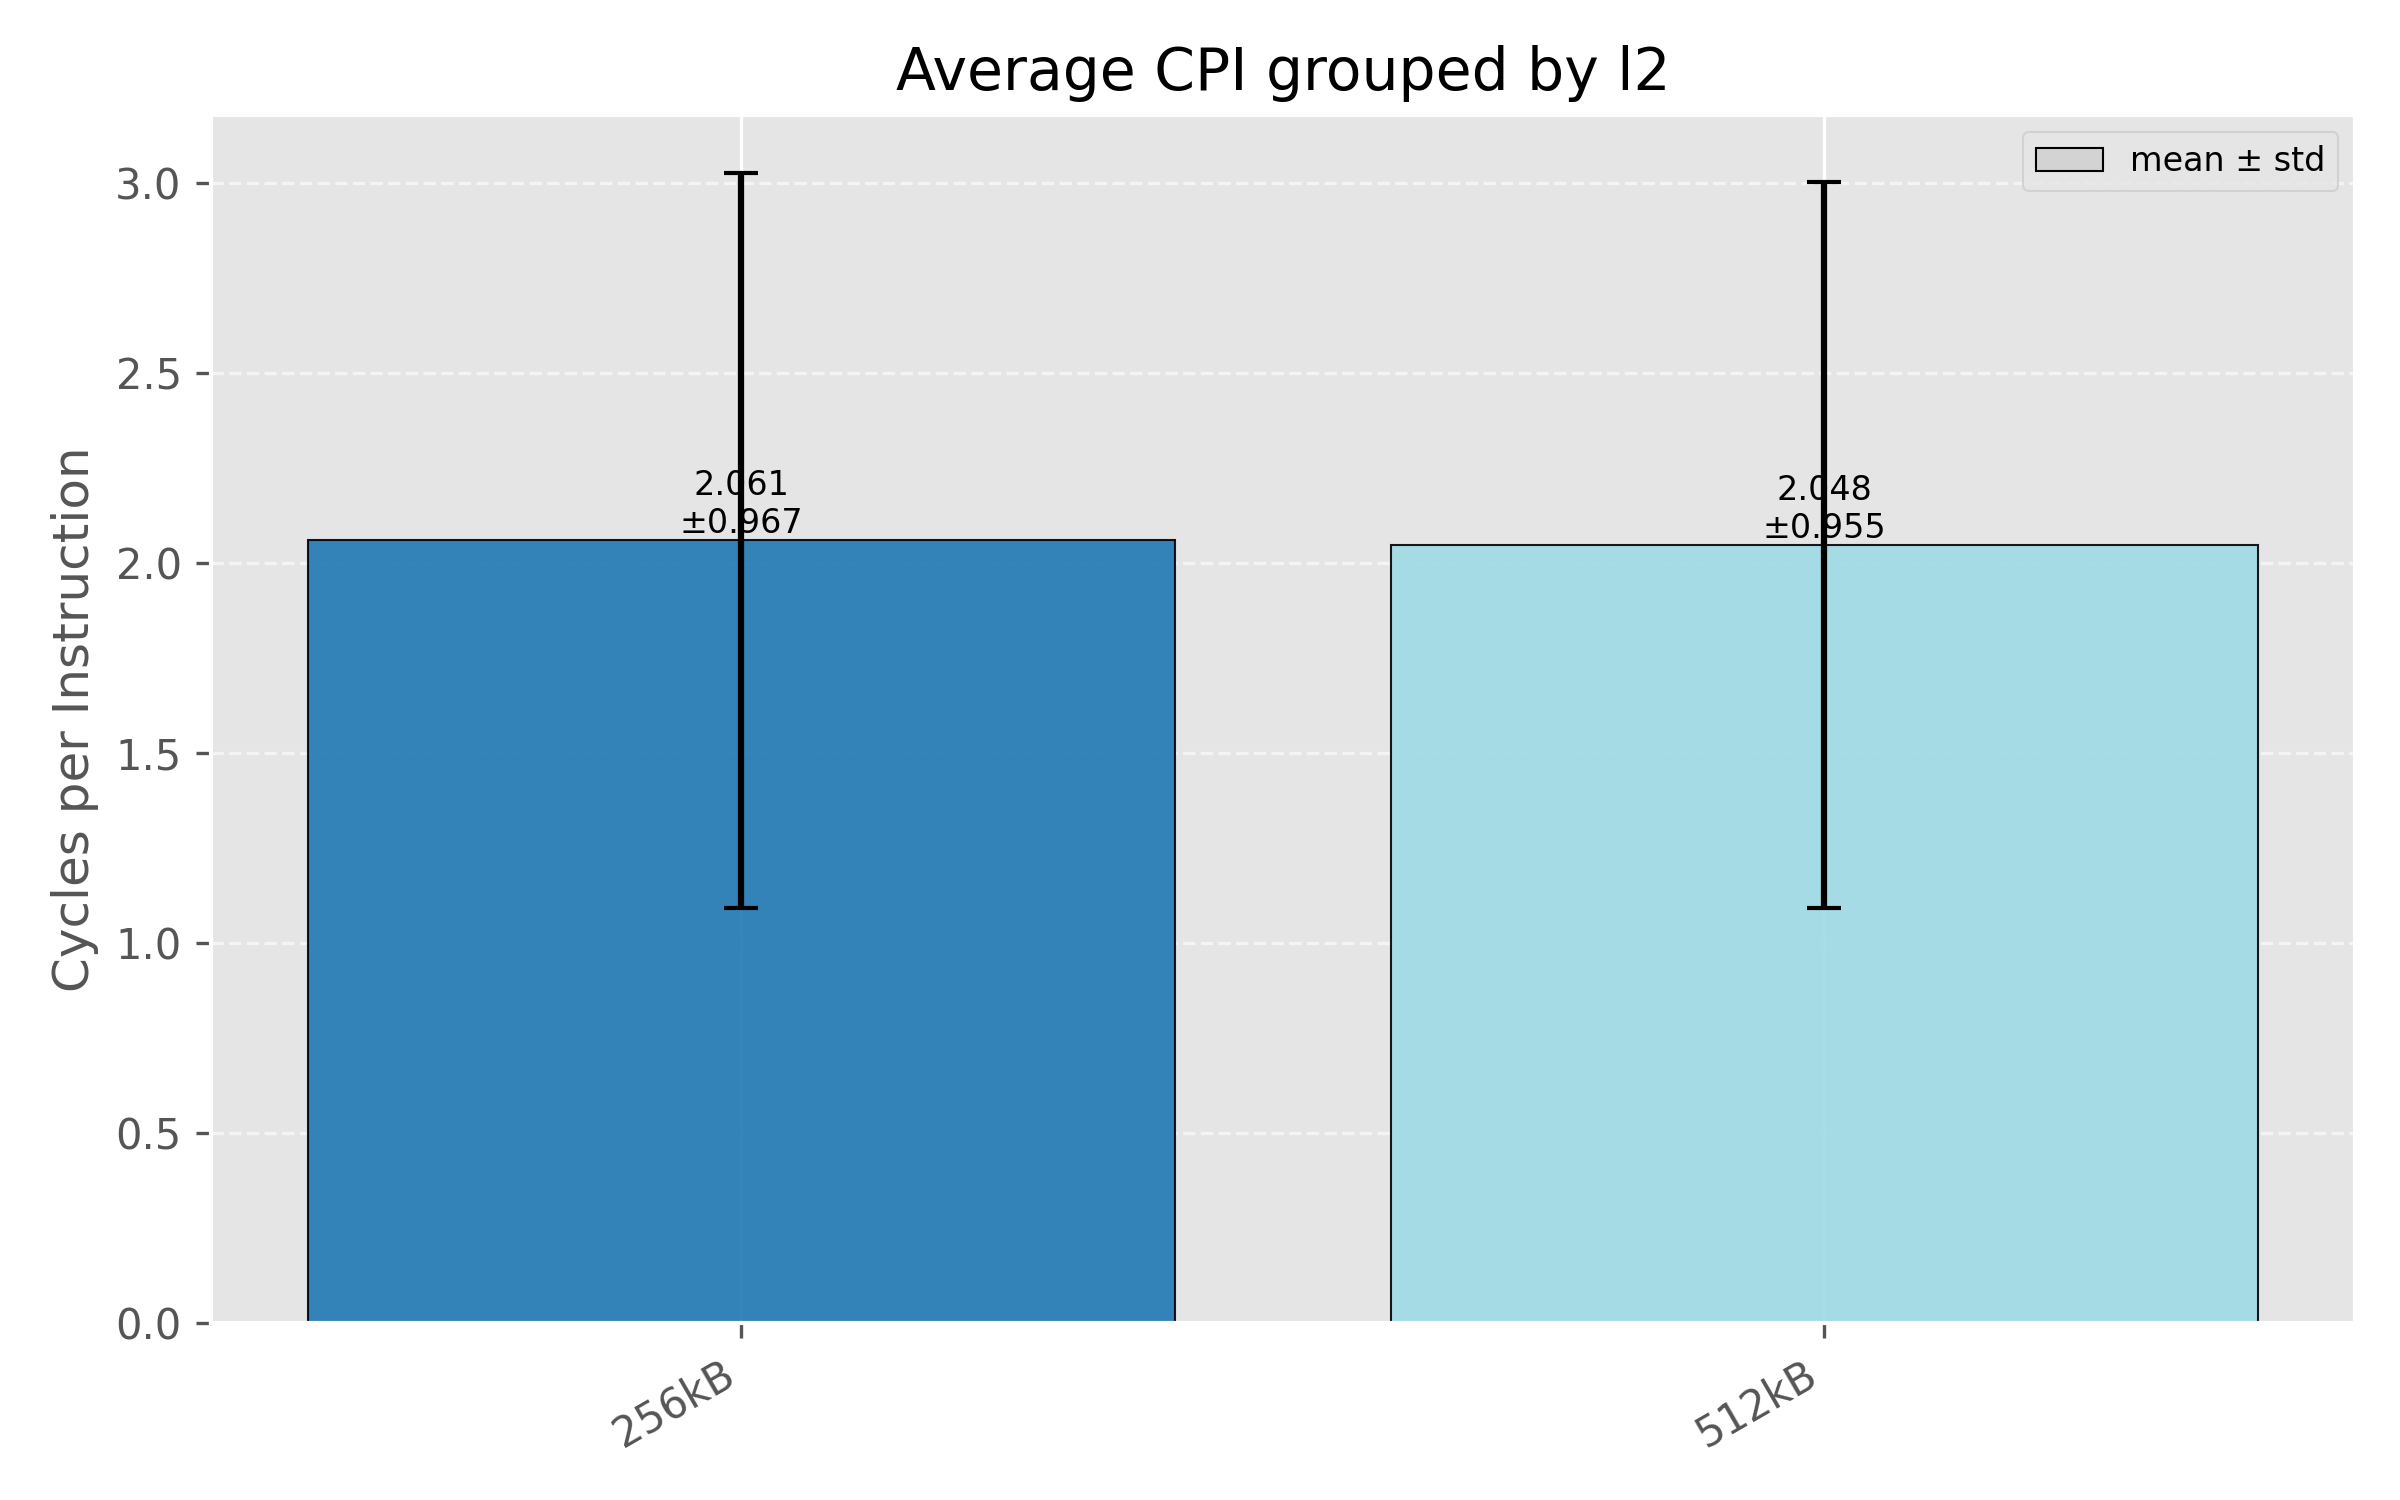 Average CPI grouped by l2
mean ± std
Cycles per Instruction
3.0
2.5
2.0
1.5
1.0
0.5
0.0
2.061
±0.967
2.048
±0.955
256kB
512kB